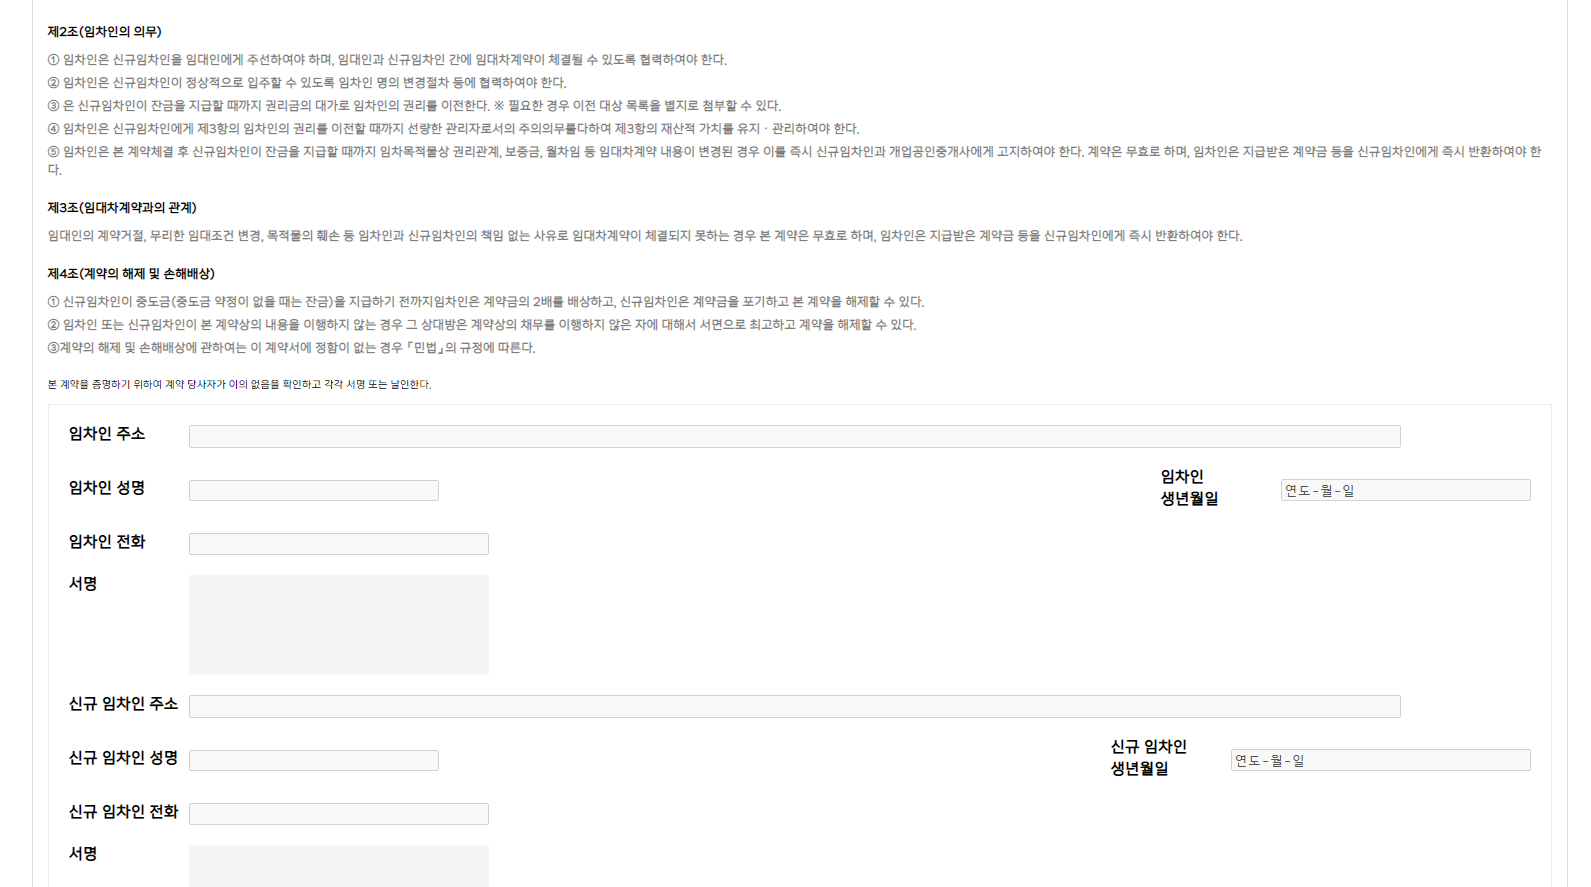 제2조(임차인의 의무)
① 임차인은 신규임차인을 임대인에게 주선하여야 하며, 임대인과 신규임차인 간에 임대차계약이 체결될 수 있도록 협력하여야 한다.
② 임차인은 신규임차인이 정상적으로 입주할 수 있도록 임차인 명의 변경절차 등에 협력하여야 한다.
③ 은 신규임차인이 잔금을 지급할 때까지 권리금의 대가로 임차인의 권리를 이전한다. ※ 필요한 경우 이전 대상 목록을 별지로 첨부할 수 있다.
④ 임차인은 신규임차인에게 제3항의 임차인의 권리를 이전할 때까지 선량한 관리자로서의 주의의무를다하여 제3항의 재산적 가치를 유지 · 관리하여야 한다.
⑤ 임차인은 본 계약체결 후 신규임차인이 잔금을 지급할 때까지 임차목적물상 권리관계, 보증금, 월차임 등 임대차계약 내용이 변경된 경우 이를 즉시 신규임차인과 개업공인중개사에게 고지하여야 한다. 계약은 무효로 하며, 임차인은 지급받은 계약금 등을 신규임차인에게 즉시 반환하여야 한
다.
제3조(임대차계약과의 관계)
임대인의 계약거절, 무리한 임대조건 변경, 목적물의 훼손 등 임차인과 신규임차인의 책임 없는 사유로 임대차계약이 체결되지 못하는 경우 본 계약은 무효로 하며, 임차인은 지급받은 계약금 등을 신규임차인에게 즉시 반환하여야 한다.
제4조(계약의 해제 및 손해배상)
① 신규임차인이 중도금(중도금 약정이 없을 때는 잔금)을 지급하기 전까지임차인은 계약금의 2배를 배상하고, 신규임차인은 계약금을 포기하고 본 계약을 해제할 수 있다.
② 임차인 또는 신규임차인이 본 계약상의 내용을 이행하지 않는 경우 그 상대방은 계약상의 채무를 이행하지 않은 자에 대해서 서면으로 최고하고 계약을 해제할 수 있다.
③계약의 해제 및 손해배상에 관하여는 이 계약서에 정함이 없는 경우 「민법」의 규정에 따른다.
본 계약을 증명하기 위하여 계약 당사자가 이의 없음을 확인하고 각각 서명 또는 날인한다.
임차인 주소
임차인 성명
임차인
생년월일
연도-월-일
임차인 전화
서명
신규 임차인 주소
신규 임차인 성명
신규 임차인
생년월일
연도-월-일
신규 임차인 전화
서명